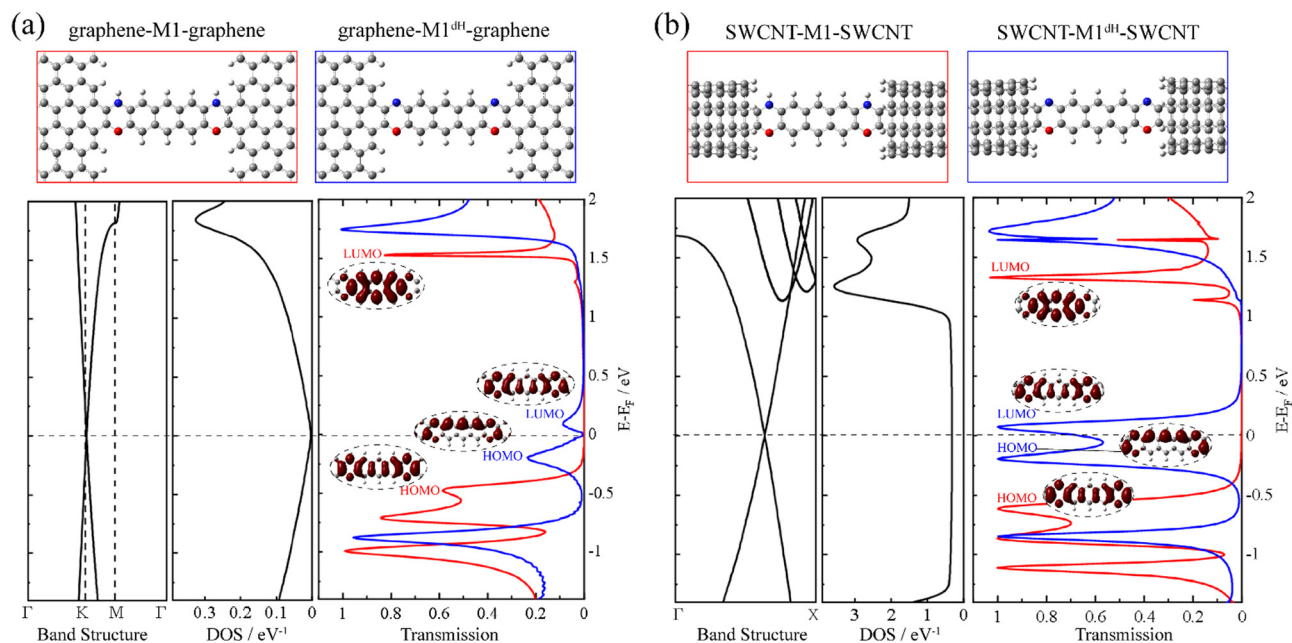 (a)
graphene-M1-graphene
graphene-M1ᵈᴴ-graphene
LUMO
LUMO
HOMO
HOMO
2
1.5
1
0.5
0
-0.5
-1
E-E_F / eV
Γ K M Γ
Band Structure
0.3 0.2 0.1 0
DOS / eV⁻¹
1 0.8 0.6 0.4 0.2 0
Transmission
(b)
SWCNT-M1-SWCNT
SWCNT-M1ᵈᴴ-SWCNT
LUMO
LUMO
HOMO
HOMO
2
1.5
1
0.5
0
-0.5
-1
E-E_F / eV
Γ X
Band Structure
3 2 1 0
DOS / eV⁻¹
1 0.8 0.6 0.4 0.2 0
Transmission